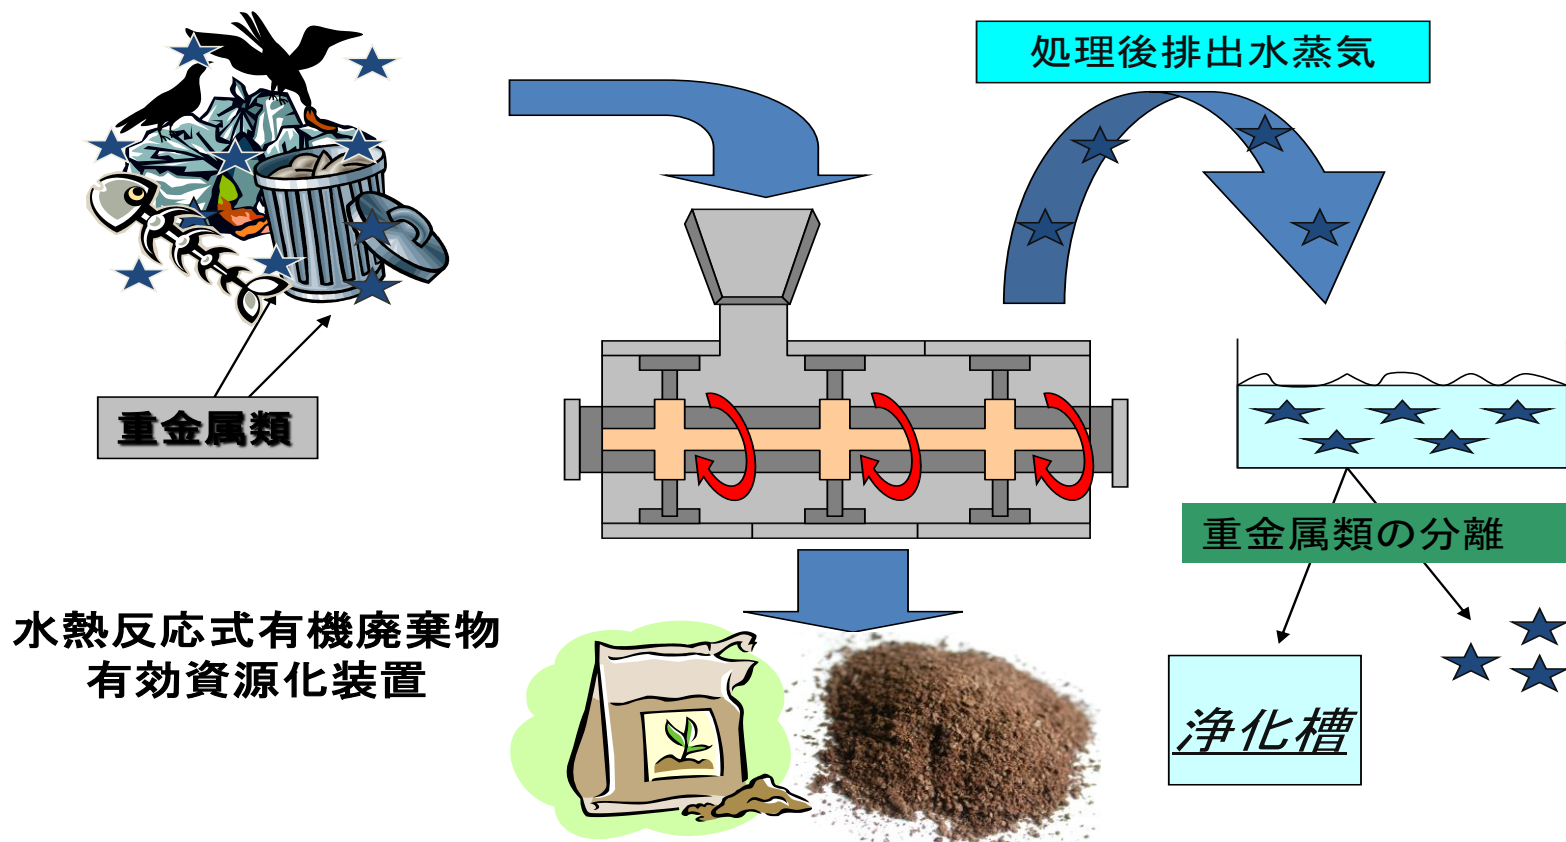 処理後排出水蒸気
重金属類
重金属類の分離
水熱反応式有機廃棄物
有効資源化装置
浄化槽